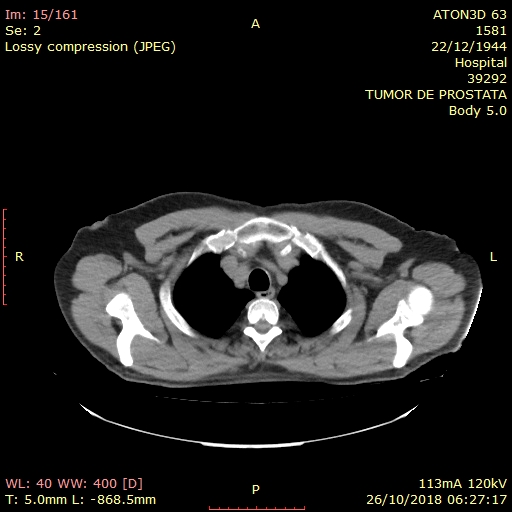 Im: 15/161
Se: 2
Lossy compression (JPEG)
A
ATON3D 63
1581
22/12/1944
Hospital
39292
TUMOR DE PROSTATA
Body 5.0
R
L
WL: 40 WW: 400 [D]
T: 5.0mm L: -868.5mm
P
113mA 120kV
26/10/2018 06:27:17